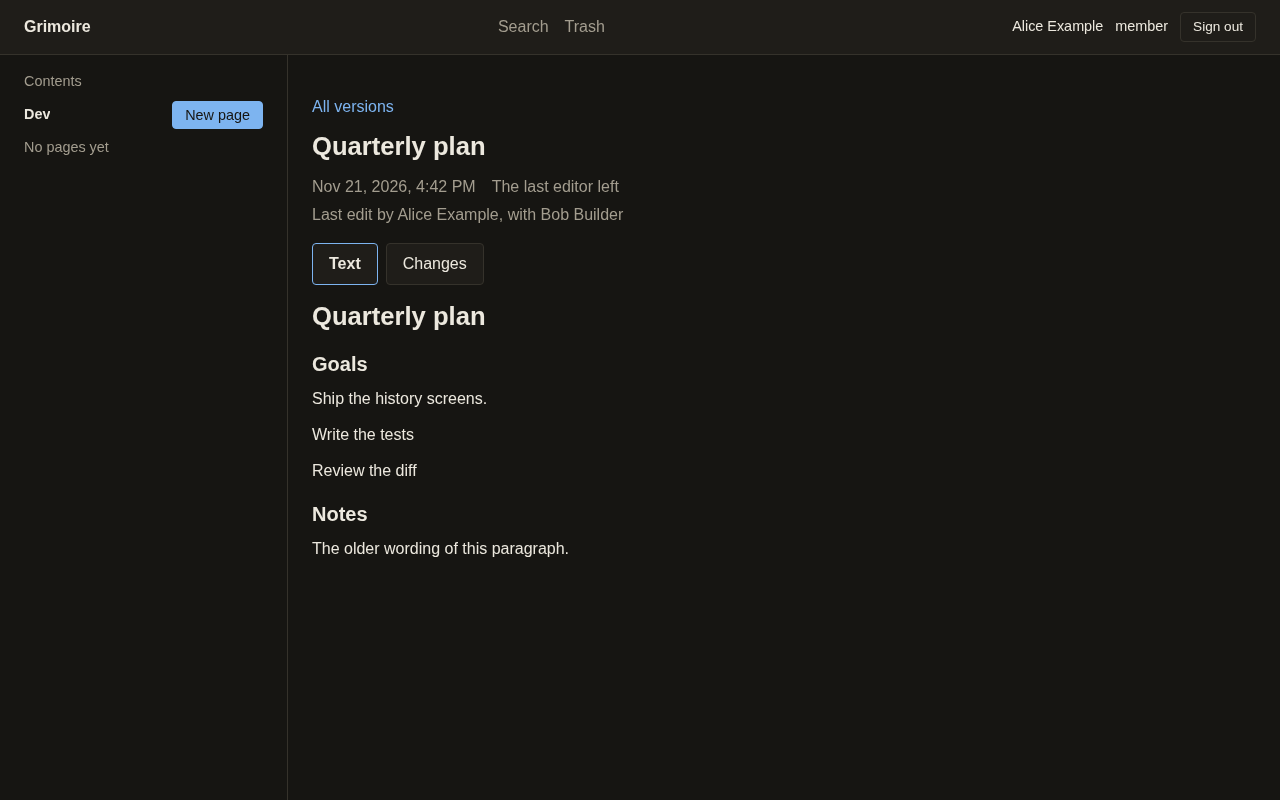 Grimoire
Search Trash
Alice Example member Sign out
Contents
Dev New page
No pages yet
All versions
Quarterly plan
Nov 21, 2026, 4:42 PM The last editor left
Last edit by Alice Example, with Bob Builder
Text Changes
Quarterly plan
Goals
Ship the history screens.
Write the tests
Review the diff
Notes
The older wording of this paragraph.